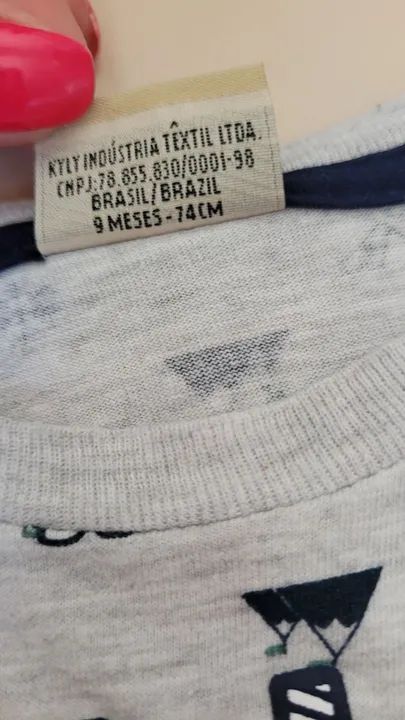 KYLY INDÚSTRIA TÊXTIL LTDA.
CNPJ:78.855.830/0001-98
BRASIL/BRAZIL
9 MESES - 74CM